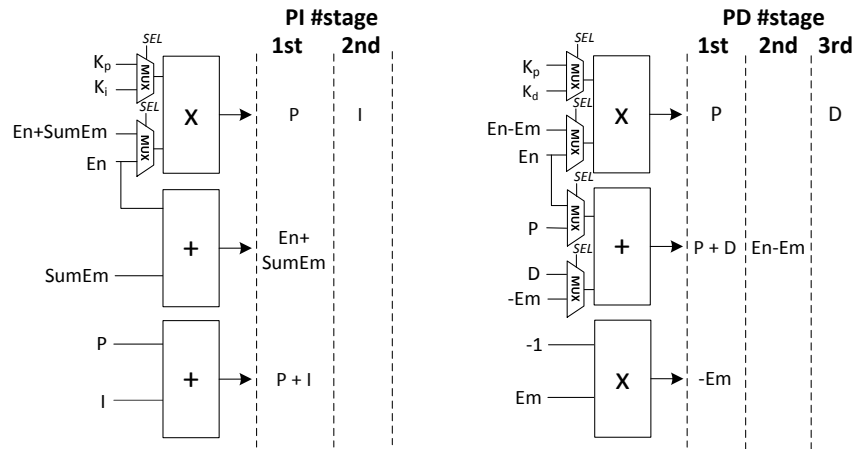 PI #stage
1st 2nd
SEL
Kp
Ki
MUX
X
P I
SEL
En+SumEm
En
MUX
+
En+
SumEm
SumEm
P
I
+
P + I
PD #stage
1st 2nd 3rd
SEL
Kp
Kd
MUX
X
P D
SEL
En-Em
En
MUX
SEL
P
MUX
+
P + D En-Em
SEL
D
-Em
MUX
-1
Em
X
-Em